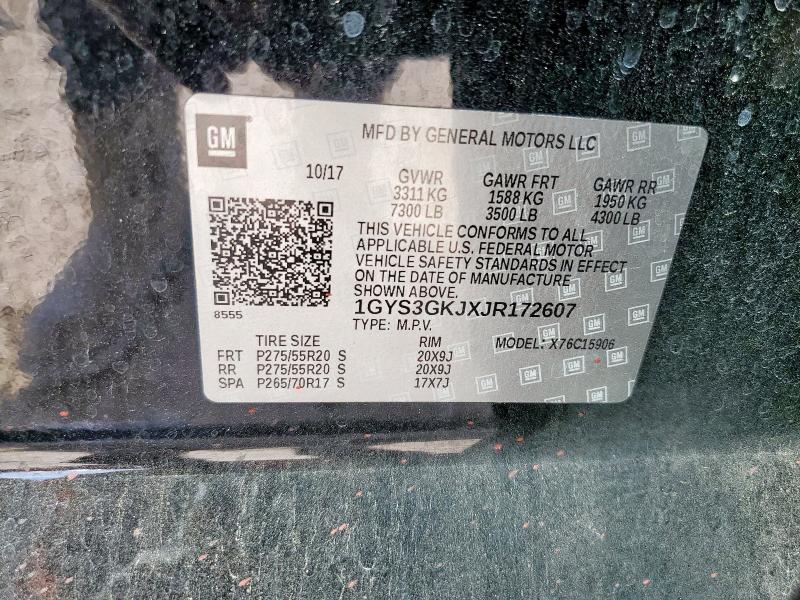 GM
MFD BY GENERAL MOTORS LLC
10/17
GVWR GAWR FRT GAWR RR
3311 KG 1588 KG 1950 KG
7300 LB 3500 LB 4300 LB
THIS VEHICLE CONFORMS TO ALL
APPLICABLE U.S. FEDERAL MOTOR
VEHICLE SAFETY STANDARDS IN EFFECT
ON THE DATE OF MANUFACTURE
SHOWN ABOVE.
8555
1GYS3GKJXJR172607
TYPE: M.P.V.
MODEL: X76C15906
TIRE SIZE RIM
FRT P275/55R20 S 20X9J
RR P275/55R20 S 20X9J
SPA P265/70R17 S 17X7J